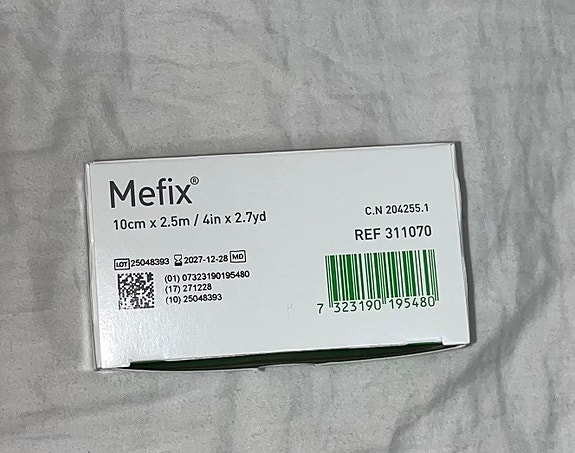 Mefix®
10cm x 2.5m / 4in x 2.7yd
C.N 204255.1
REF 311070
LOT 25048393 2027-12-28 MD
(01) 07323190195480
(17) 271228
(10) 25048393
7 323190 195480